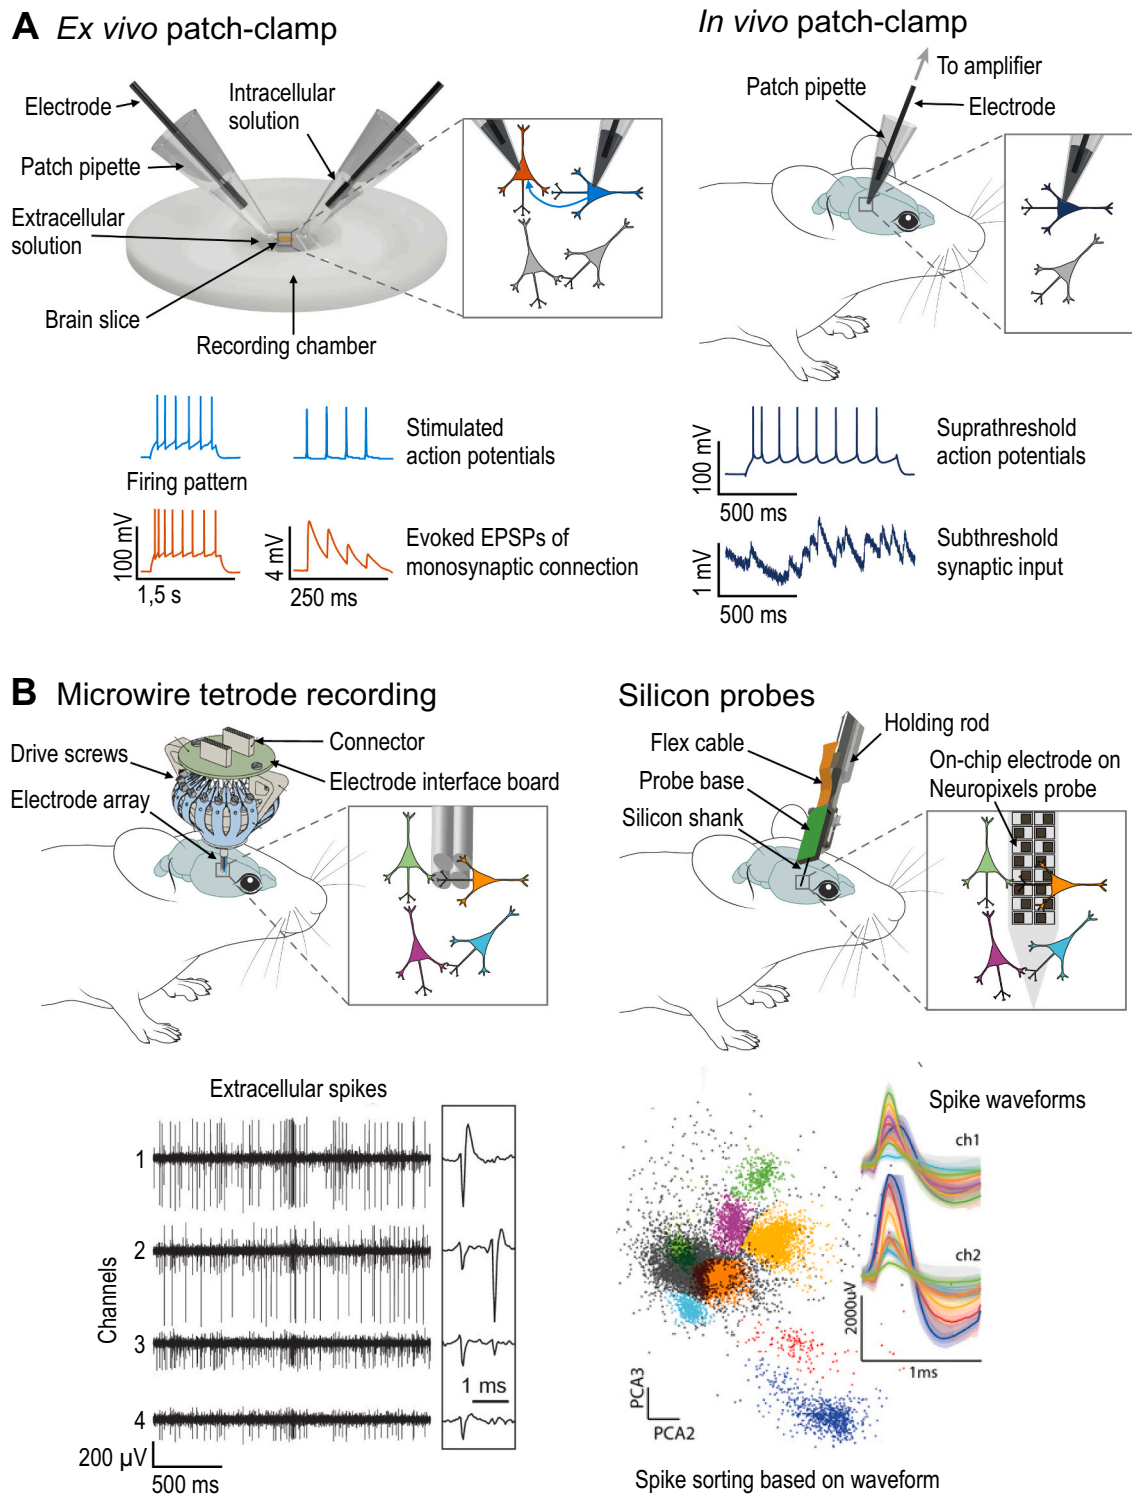 A Ex vivo patch-clamp
In vivo patch-clamp
Electrode
Intracellular
solution
Patch pipette
Extracellular
solution
Brain slice
Recording chamber
To amplifier
Patch pipette
Electrode
Firing pattern
Stimulated
action potentials
100 mV
1,5 s
4 mV
250 ms
Evoked EPSPs of
monosynaptic connection
100 mV
500 ms
Suprathreshold
action potentials
1 mV
500 ms
Subthreshold
synaptic input
B Microwire tetrode recording
Silicon probes
Drive screws
Connector
Electrode interface board
Electrode array
Flex cable
Holding rod
Probe base
Silicon shank
On-chip electrode on
Neuropixels probe
Extracellular spikes
Channels
1
2
3
4
1 ms
200 µV
500 ms
Spike waveforms
ch1
ch2
2000uV
1ms
PCA3
PCA2
Spike sorting based on waveform